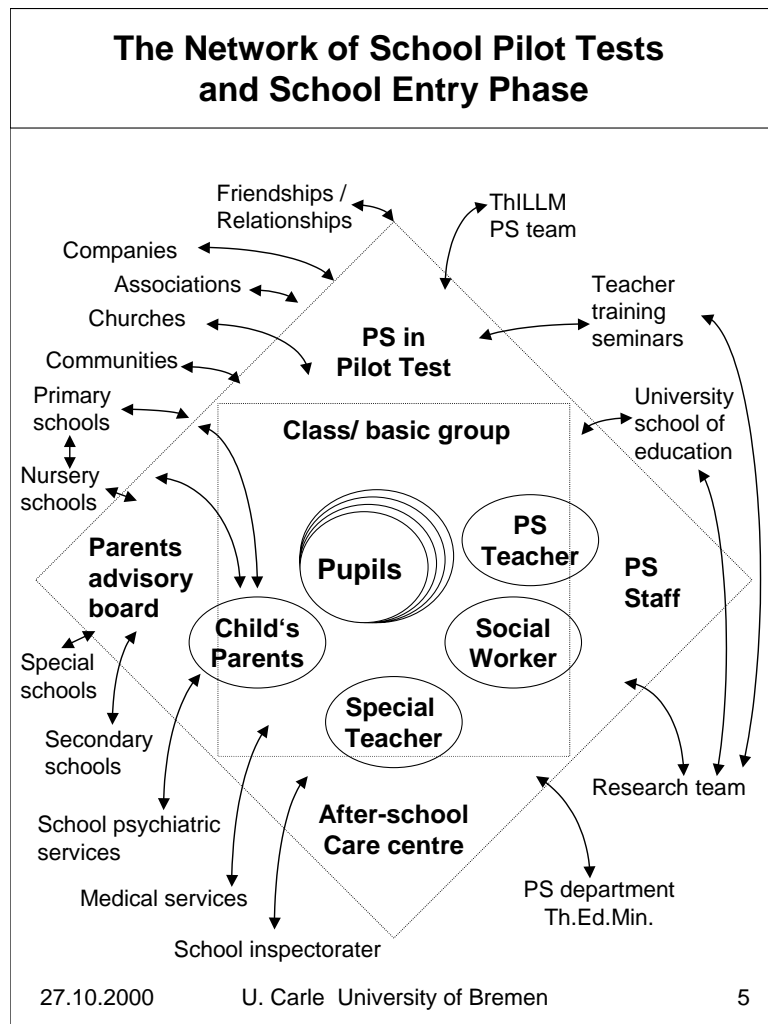 The Network of School Pilot Tests
and School Entry Phase
Friendships /
Relationships
ThILLM
PS team
Companies
Associations
Churches
Communities
Primary
schools
Nursery
schools
Teacher
training
seminars
University
school of
education
PS in
Pilot Test
Class/ basic group
Pupils
PS
Teacher
PS
Staff
Parents
advisory
board
Child‘s
Parents
Social
Worker
Special
Teacher
Special
schools
Secondary
schools
School psychiatric
services
Medical services
School inspectorater
After-school
Care centre
Research team
PS department
Th.Ed.Min.
27.10.2000 U. Carle University of Bremen 5